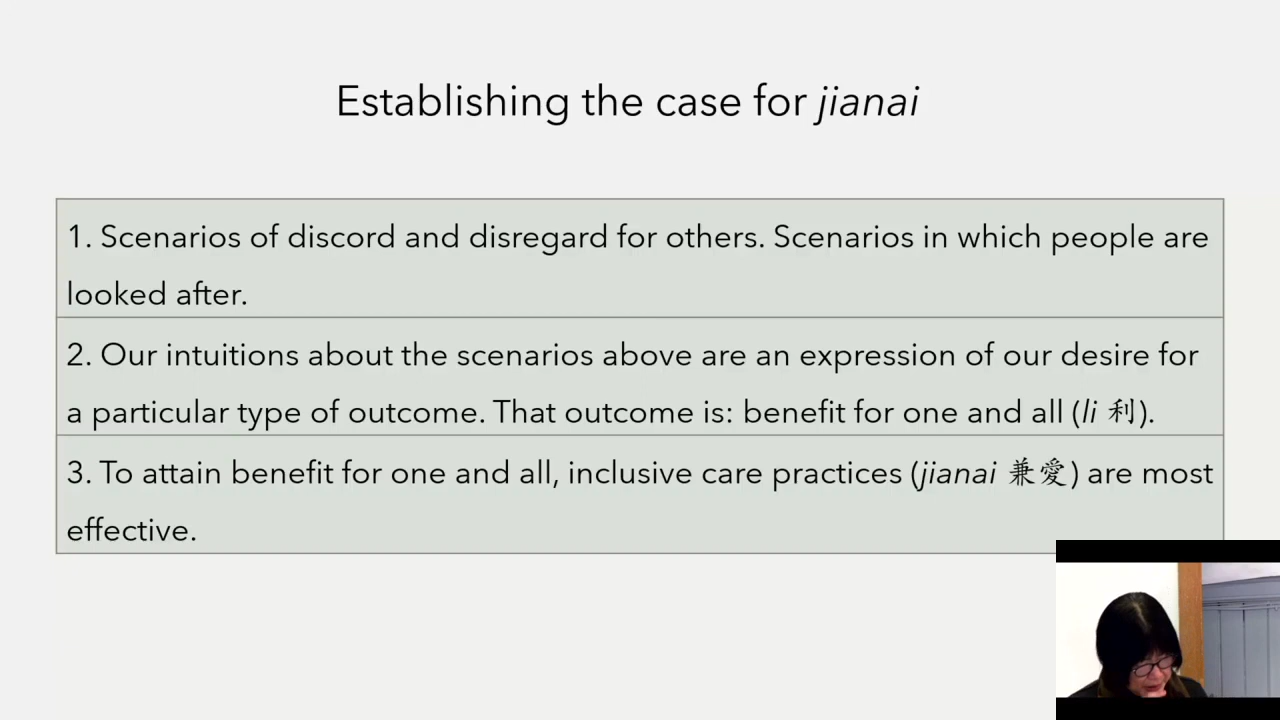 Establishing the case for jianai
1. Scenarios of discord and disregard for others. Scenarios in which people are
looked after.
2. Our intuitions about the scenarios above are an expression of our desire for
a particular type of outcome. That outcome is: benefit for one and all (li 利).
3. To attain benefit for one and all, inclusive care practices (jianai 兼愛) are most
effective.